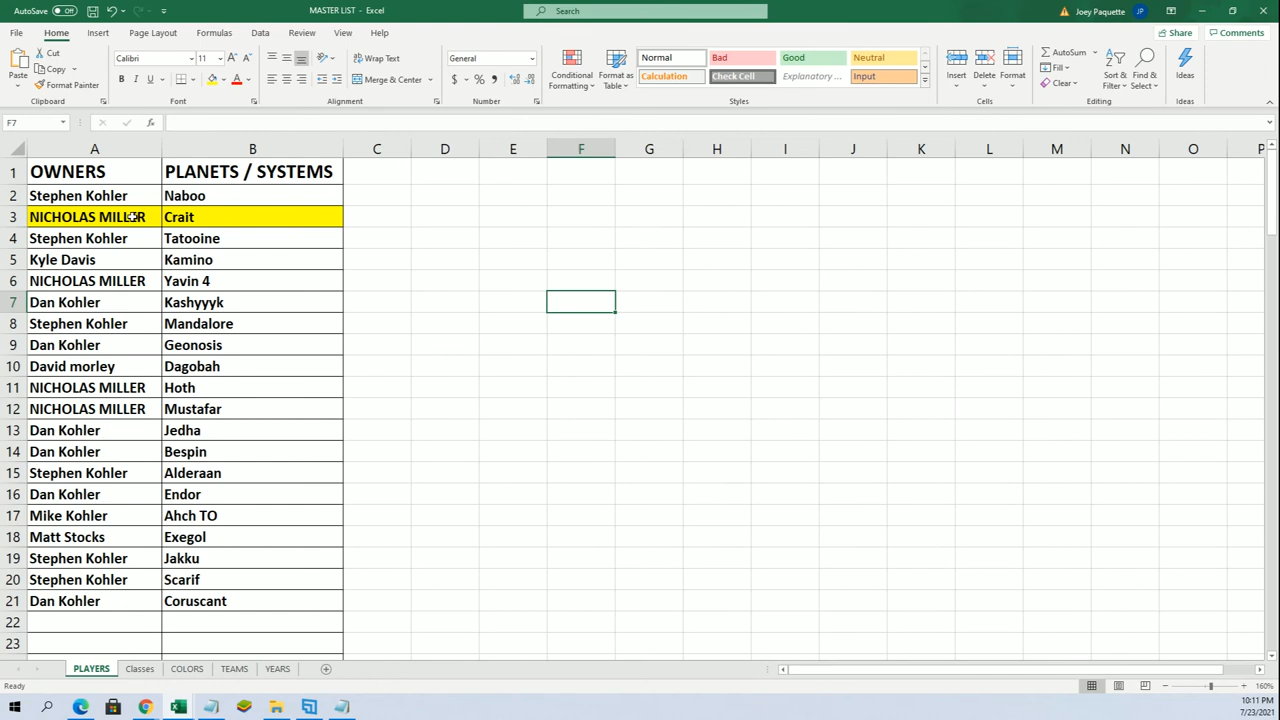 AutoSave Off MASTER LIST - Excel Search Joey Paquette JP
File Home Insert Page Layout Formulas Data Review View Help Share Comments
Paste Cut Copy Format Painter Clipboard
Calibri 11 A A B I U A Font
ab Wrap Text Merge & Center Alignment
General $ % , Number
Conditional Formatting Format as Table
Normal Bad Good Neutral
Calculation Check Cell Explanatory ... Input
Styles
Insert Delete Format Cells
AutoSum Fill Clear Sort & Filter Find & Select Editing
Ideas Ideas
F7 fx
A B C D E F G H I J K L M N O P
1 OWNERS PLANETS / SYSTEMS
2 Stephen Kohler Naboo
3 NICHOLAS MILLER Crait
4 Stephen Kohler Tatooine
5 Kyle Davis Kamino
6 NICHOLAS MILLER Yavin 4
7 Dan Kohler Kashyyyk
8 Stephen Kohler Mandalore
9 Dan Kohler Geonosis
10 David morley Dagobah
11 NICHOLAS MILLER Hoth
12 NICHOLAS MILLER Mustafar
13 Dan Kohler Jedha
14 Dan Kohler Bespin
15 Stephen Kohler Alderaan
16 Dan Kohler Endor
17 Mike Kohler Ahch TO
18 Matt Stocks Exegol
19 Stephen Kohler Jakku
20 Stephen Kohler Scarif
21 Dan Kohler Coruscant
22
23
PLAYERS Classes COLORS TEAMS YEARS
Ready 160%
10:11 PM
7/23/2021